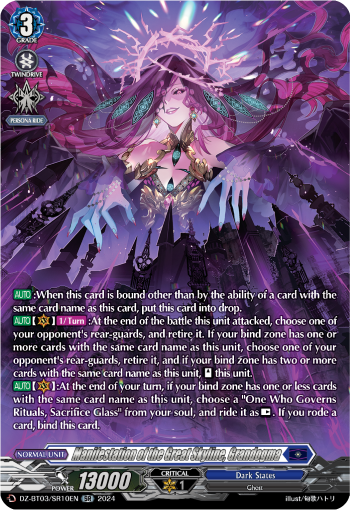 3
GRADE
TWINDRIVE
PERSONA RIDE
AUTO :When this card is bound other than by the ability of a card with the
same card name as this card, put this card into drop.
AUTO 【 】 1/Turn :At the end of the battle this unit attacked, choose one of
your opponent's rear-guards, and retire it. If your bind zone has one or
more cards with the same card name as this unit, choose one of your
opponent's rear-guards, retire it, and if your bind zone has two or more
cards with the same card name as this unit, this unit.
AUTO 【 】:At the end of your turn, if your bind zone has one or less cards
with the same card name as this unit, choose a "One Who Governs
Rituals, Sacrifice Glass" from your soul, and ride it as . If you rode a
card, bind this card.
NORMAL UNIT
Manifestation of the Great Skyline, Grandgoma
POWER 13000
CRITICAL
1
Dark States
Ghost
D-DZ-BT03/SR10EN SR 2024
illust/匈歌ハトリ